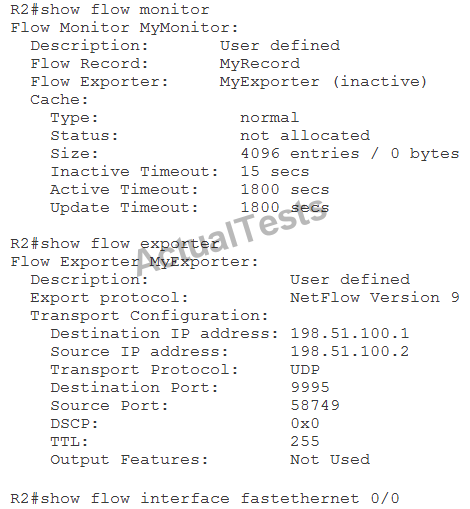 R2#show flow monitor
Flow Monitor MyMonitor:
Description: User defined
Flow Record: MyRecord
Flow Exporter: MyExporter (inactive)
Cache:
Type: normal
Status: not allocated
Size: 4096 entries / 0 bytes
Inactive Timeout: 15 secs
Active Timeout: 1800 secs
Update Timeout: 1800 secs
ActualTests
R2#show flow exporter
Flow Exporter MyExporter:
Description: User defined
Export protocol: NetFlow Version 9
Transport Configuration:
Destination IP address: 198.51.100.1
Source IP address: 198.51.100.2
Transport Protocol: UDP
Destination Port: 9995
Source Port: 58749
DSCP: 0x0
TTL: 255
Output Features: Not Used
R2#show flow interface fastethernet 0/0